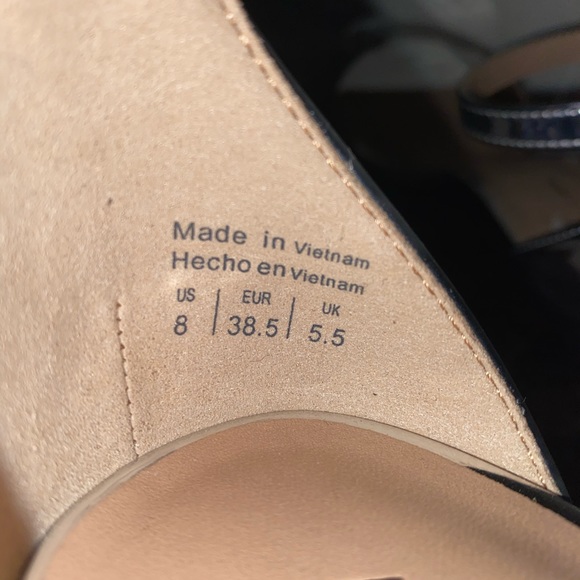 Made in Vietnam
Hecho en Vietnam
US | EUR | UK
8 | 38.5 | 5.5